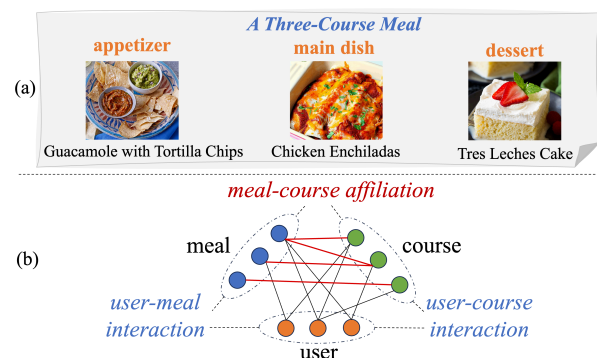 A Three-Course Meal
appetizer main dish dessert
(a)
Guacamole with Tortilla Chips Chicken Enchiladas Tres Leches Cake
meal-course affiliation
meal course
(b)
user-meal interaction
user-course interaction
user